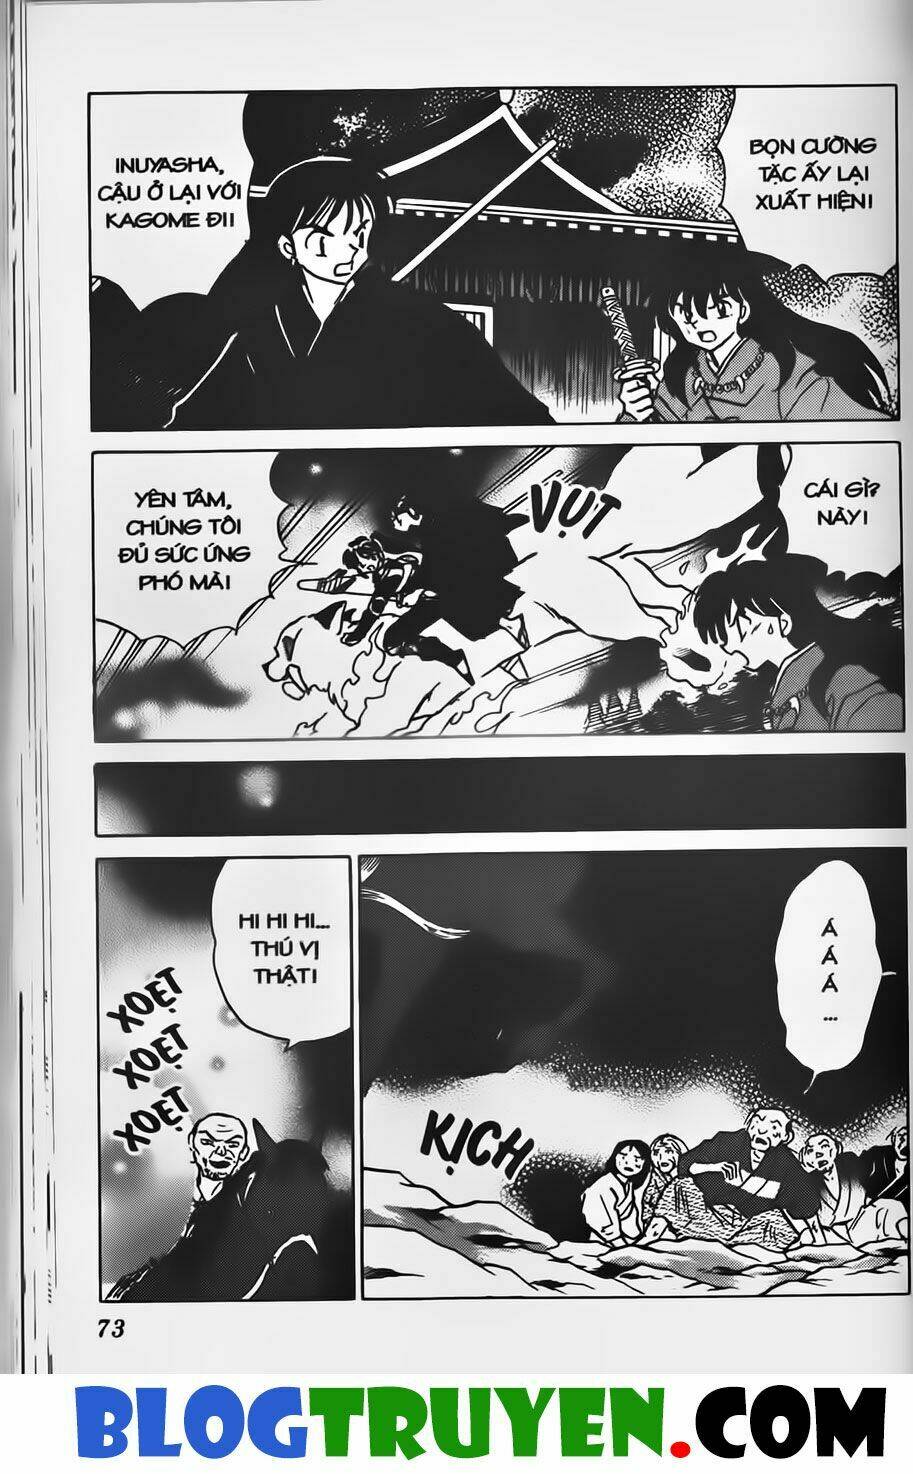 BỌN CƯỜNG
TẶC ẤY LẠI
XUẤT HIỆN!
INUYASHA,
CẬU Ở LẠI VỚI
KAGOME ĐI!
CÁI GÌ?
NÀY!
VỤT
YÊN TÂM,
CHÚNG TÔI
ĐỦ SỨC ỨNG
PHÓ MÀ!
Á
Á
Á
...
KỊCH
HI HI HI...
THÚ VỊ
THẬT!
XOẸT
XOẸT
XOẸT
73
BLOGTRUYEN.COM